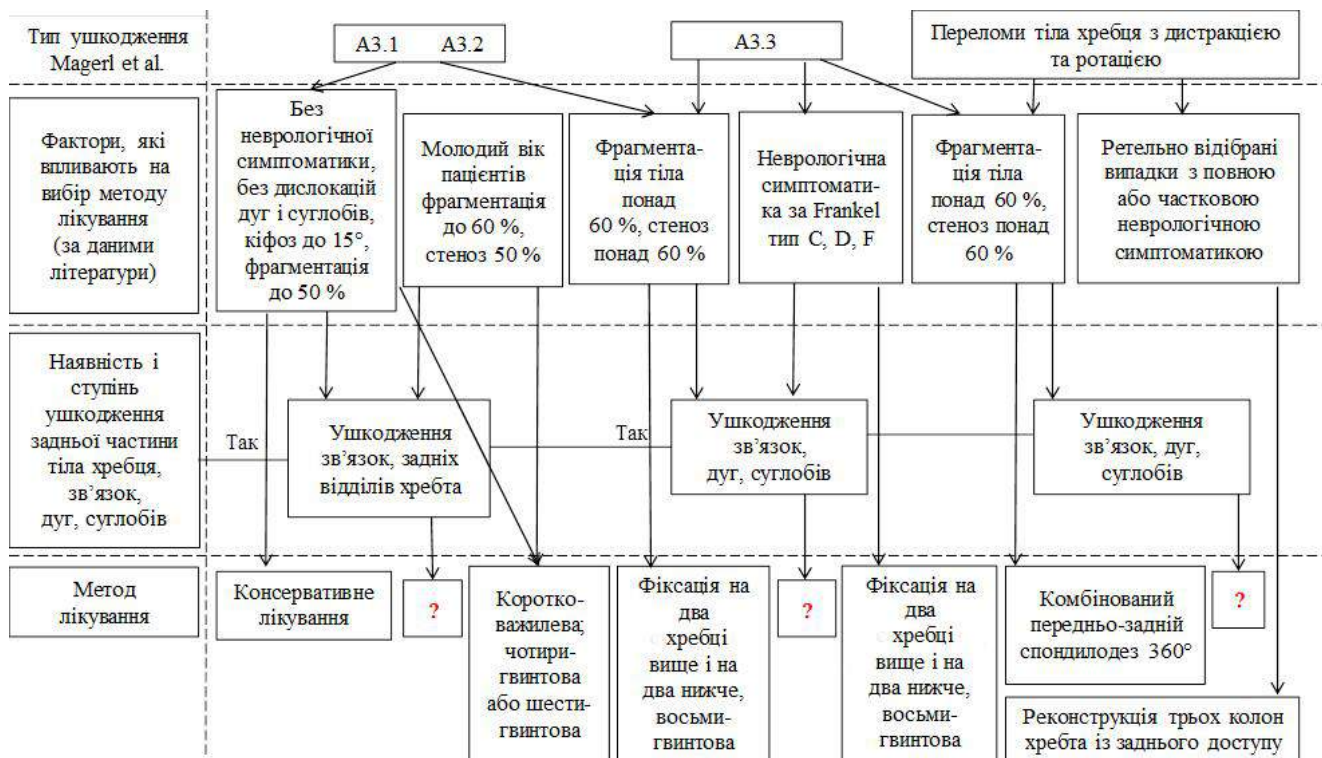 Тип ушкодження
Magerl et al.
А3.1 А3.2
А3.3
Переломи тіла хребця з дистракцією
та ротацією
Фактори, які
впливають на
вибір методу
лікування
(за даними
літератури)
Без
неврологічної
симптоматики,
без дислокацій
дуг і суглобів,
кіфоз до 15°,
фрагментація
до 50 %
Молодий вік
пацієнтів
фрагментація
до 60 %,
стеноз 50 %
Фрагмента-
ція тіла
понад
60 %, стеноз
понад 60 %
Неврологічна
симптомати-
ка за Frankel
тип C, D, F
Фрагмента-
ція тіла
понад 60 %,
стеноз понад
60 %
Ретельно відібрані
випадки з повною
або частковою
неврологічною
симптоматикою
Наявність і
ступінь
ушкодження
задньої частини
тіла хребця,
зв’язок,
дуг, суглобів
Так
Ушкодження
зв’язок, задніх
відділів хребта
Так
Ушкодження
зв’язок,
дуг, суглобів
Ушкодження
зв’язок, дуг,
суглобів
Метод
лікування
Консервативне
лікування
?
Коротко-
важилева;
чотири-
гвинтова
або шести-
гвинтова
Фіксація на
два
хребці
вище і на
два нижче,
восьми-
гвинтова
?
Фіксація на
два
хребці
вище і на
два нижче,
восьми-
гвинтова
Комбінований
передньо-задній
спондилодез 360°
?
Реконструкція трьох колон
хребта із заднього доступу